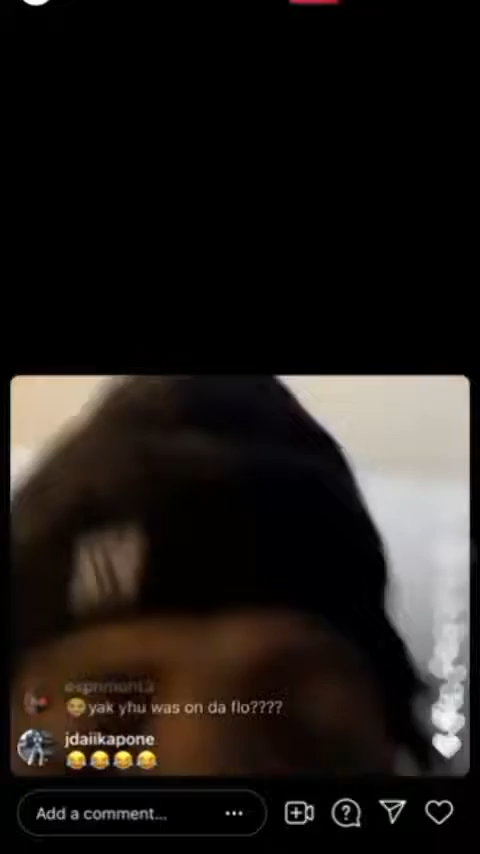 😂yak yhu was on da flo????
jdaiikapone
😂😂😂😂
Add a comment...